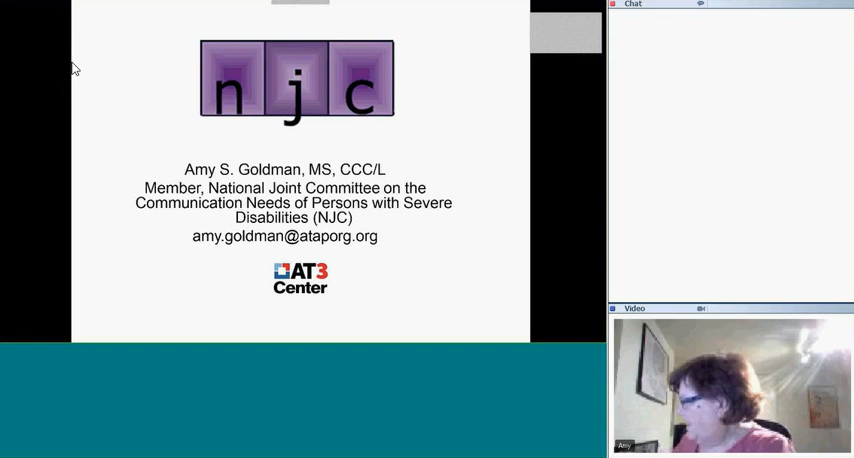 Chat
njc
Amy S. Goldman, MS, CCC/L
Member, National Joint Committee on the
Communication Needs of Persons with Severe
Disabilities (NJC)
amy.goldman@ataporg.org
AT3
Center
Video
Amy